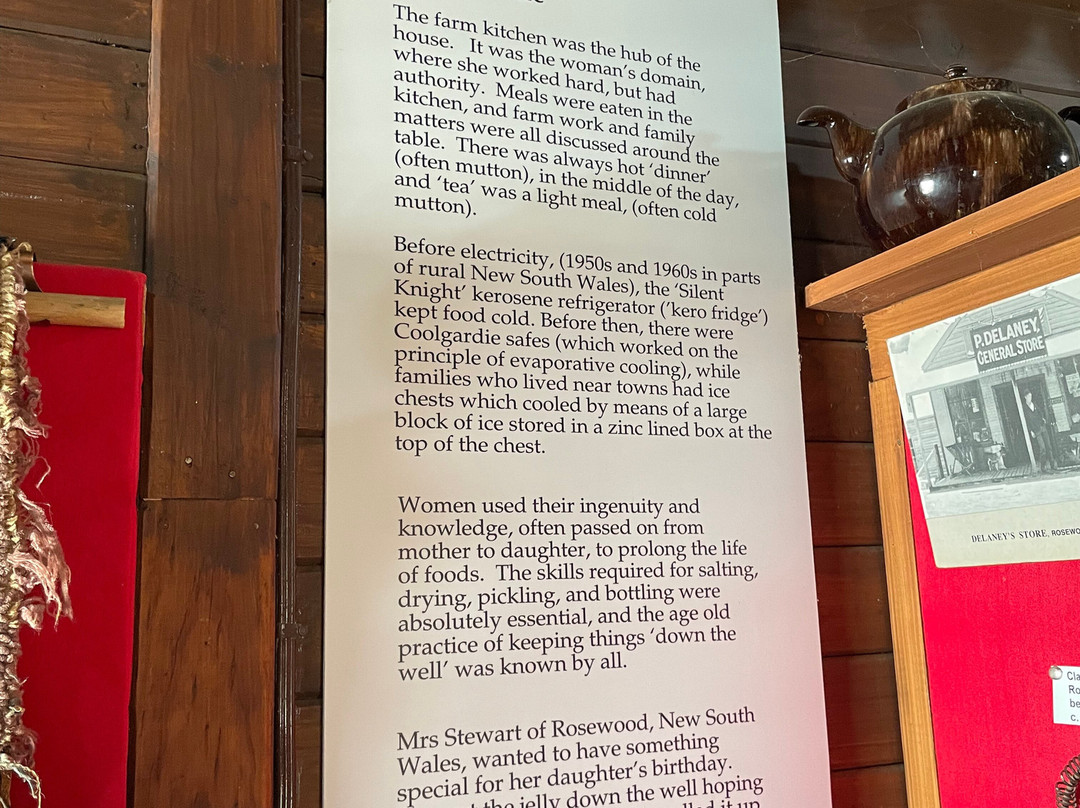 The farm kitchen was the hub of the
house. It was the woman's domain,
where she worked hard, but had
authority. Meals were eaten in the
kitchen, and farm work and family
matters were all discussed around the
table. There was always hot 'dinner'
(often mutton), in the middle of the day,
and 'tea' was a light meal, (often cold
mutton).
Before electricity, (1950s and 1960s in parts
of rural New South Wales), the 'Silent
Knight' kerosene refrigerator ('kero fridge')
kept food cold. Before then, there were
Coolgardie safes (which worked on the
principle of evaporative cooling), while
families who lived near towns had ice
chests which cooled by means of a large
block of ice stored in a zinc lined box at the
top of the chest.
Women used their ingenuity and
knowledge, often passed on from
mother to daughter, to prolong the life
of foods. The skills required for salting,
drying, pickling, and bottling were
absolutely essential, and the age old
practice of keeping things 'down the
well' was known by all.
Mrs Stewart of Rosewood, New South
Wales, wanted to have something
special for her daughter's birthday.
the jelly down the well hoping
it up
P. DELANEY,
GENERAL STORE
DELANEY'S STORE, ROSEWO
Cla
Ro
be
c.